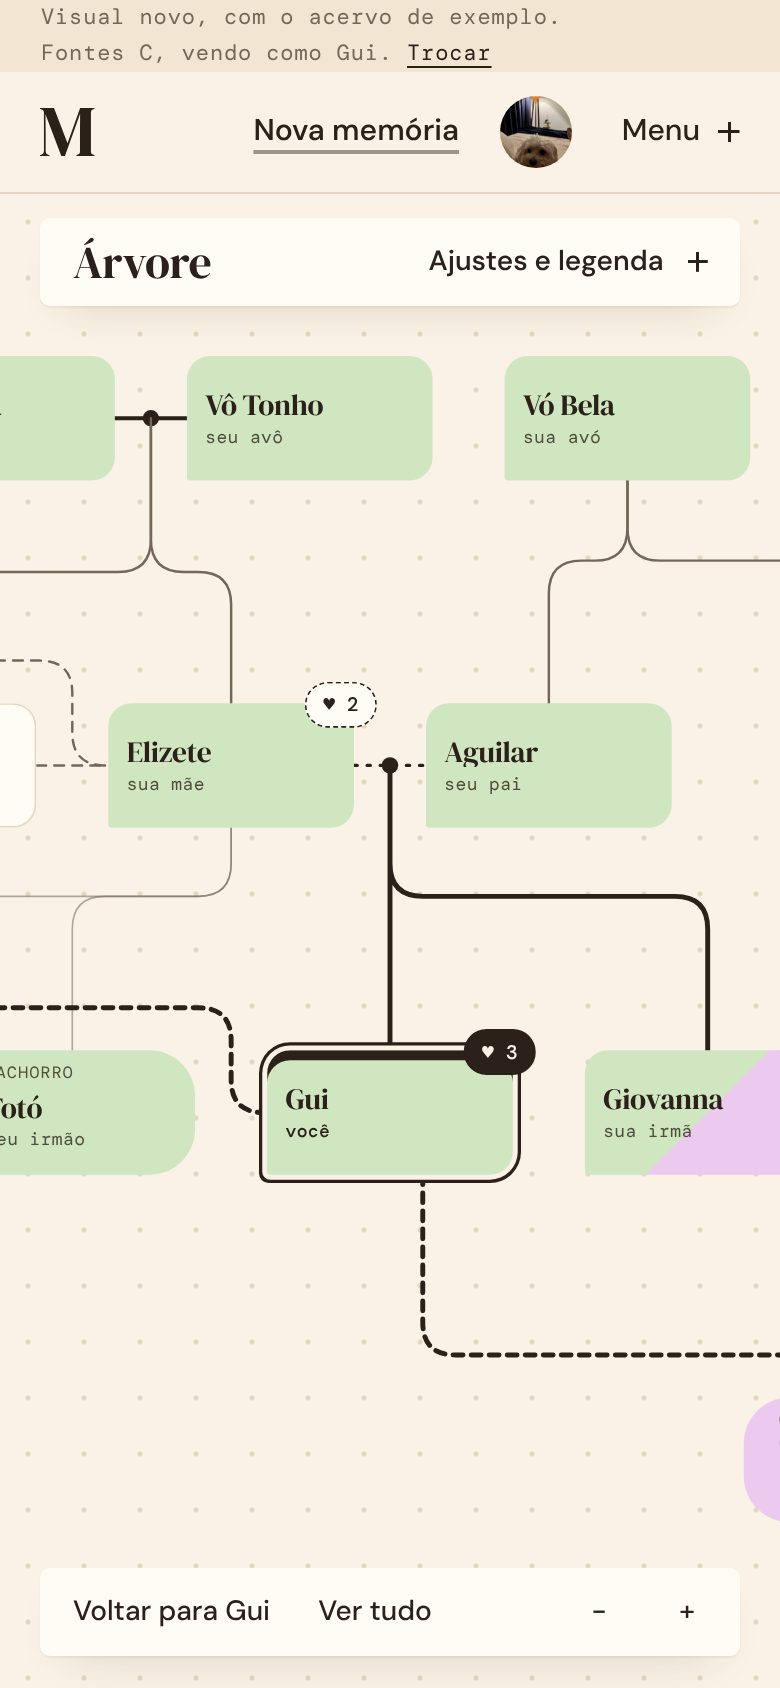 Visual novo, com o acervo de exemplo.
Fontes C, vendo como Gui. Trocar
M
Nova memória
Menu +
Árvore
Ajustes e legenda +
Vô Tonho
seu avô
Vó Bela
sua avó
♥ 2
Elizete
sua mãe
Aguilar
seu pai
♥ 3
Gui
você
Giovanna
sua irmã
Voltar para Gui
Ver tudo
- +